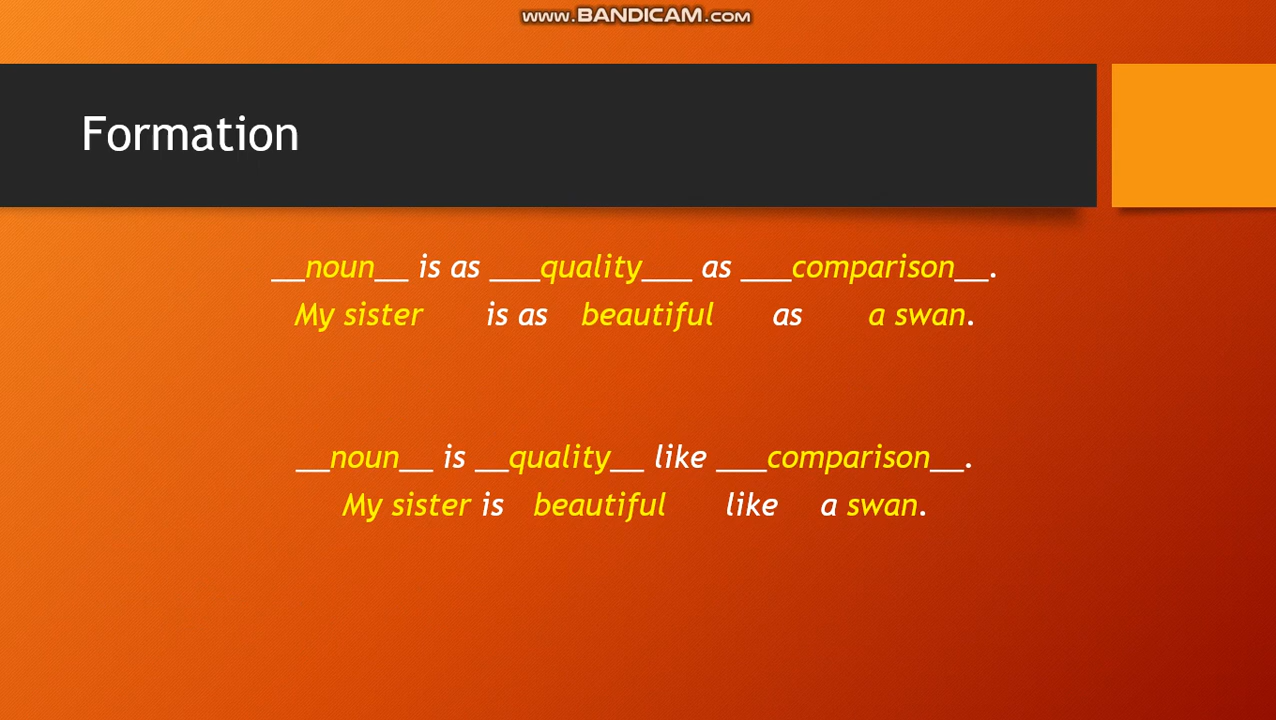 www.BANDICAM.com
Formation
__noun__ is as ___quality___ as ___comparison__.
My sister is as beautiful as a swan.
__noun__ is __quality__ like ___comparison__.
My sister is beautiful like a swan.